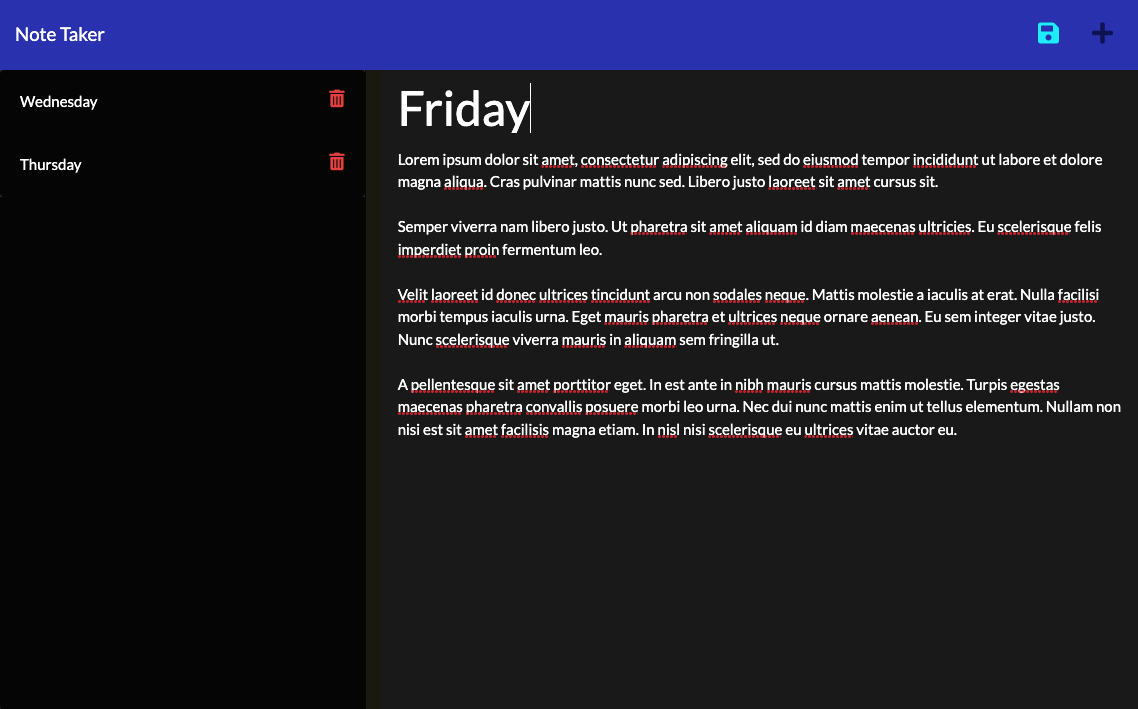 Note Taker
Wednesday
Thursday
Friday
Lorem ipsum dolor sit amet, consectetur adipiscing elit, sed do eiusmod tempor incididunt ut labore et dolore
magna aliqua. Cras pulvinar mattis nunc sed. Libero justo laoreet sit amet cursus sit.
Semper viverra nam libero justo. Ut pharetra sit amet aliquam id diam maecenas ultricies. Eu scelerisque felis
imperdiet proin fermentum leo.
Velit laoreet id donec ultrices tincidunt arcu non sodales neque. Mattis molestie a iaculis at erat. Nulla facilisi
morbi tempus iaculis urna. Eget mauris pharetra et ultrices neque ornare aenean. Eu sem integer vitae justo.
Nunc scelerisque viverra mauris in aliquam sem fringilla ut.
A pellentesque sit amet porttitor eget. In est ante in nibh mauris cursus mattis molestie. Turpis egestas
maecenas pharetra convallis posuere morbi leo urna. Nec dui nunc mattis enim ut tellus elementum. Nullam non
nisi est sit amet facilisis magna etiam. In nisl nisi scelerisque eu ultrices vitae auctor eu.